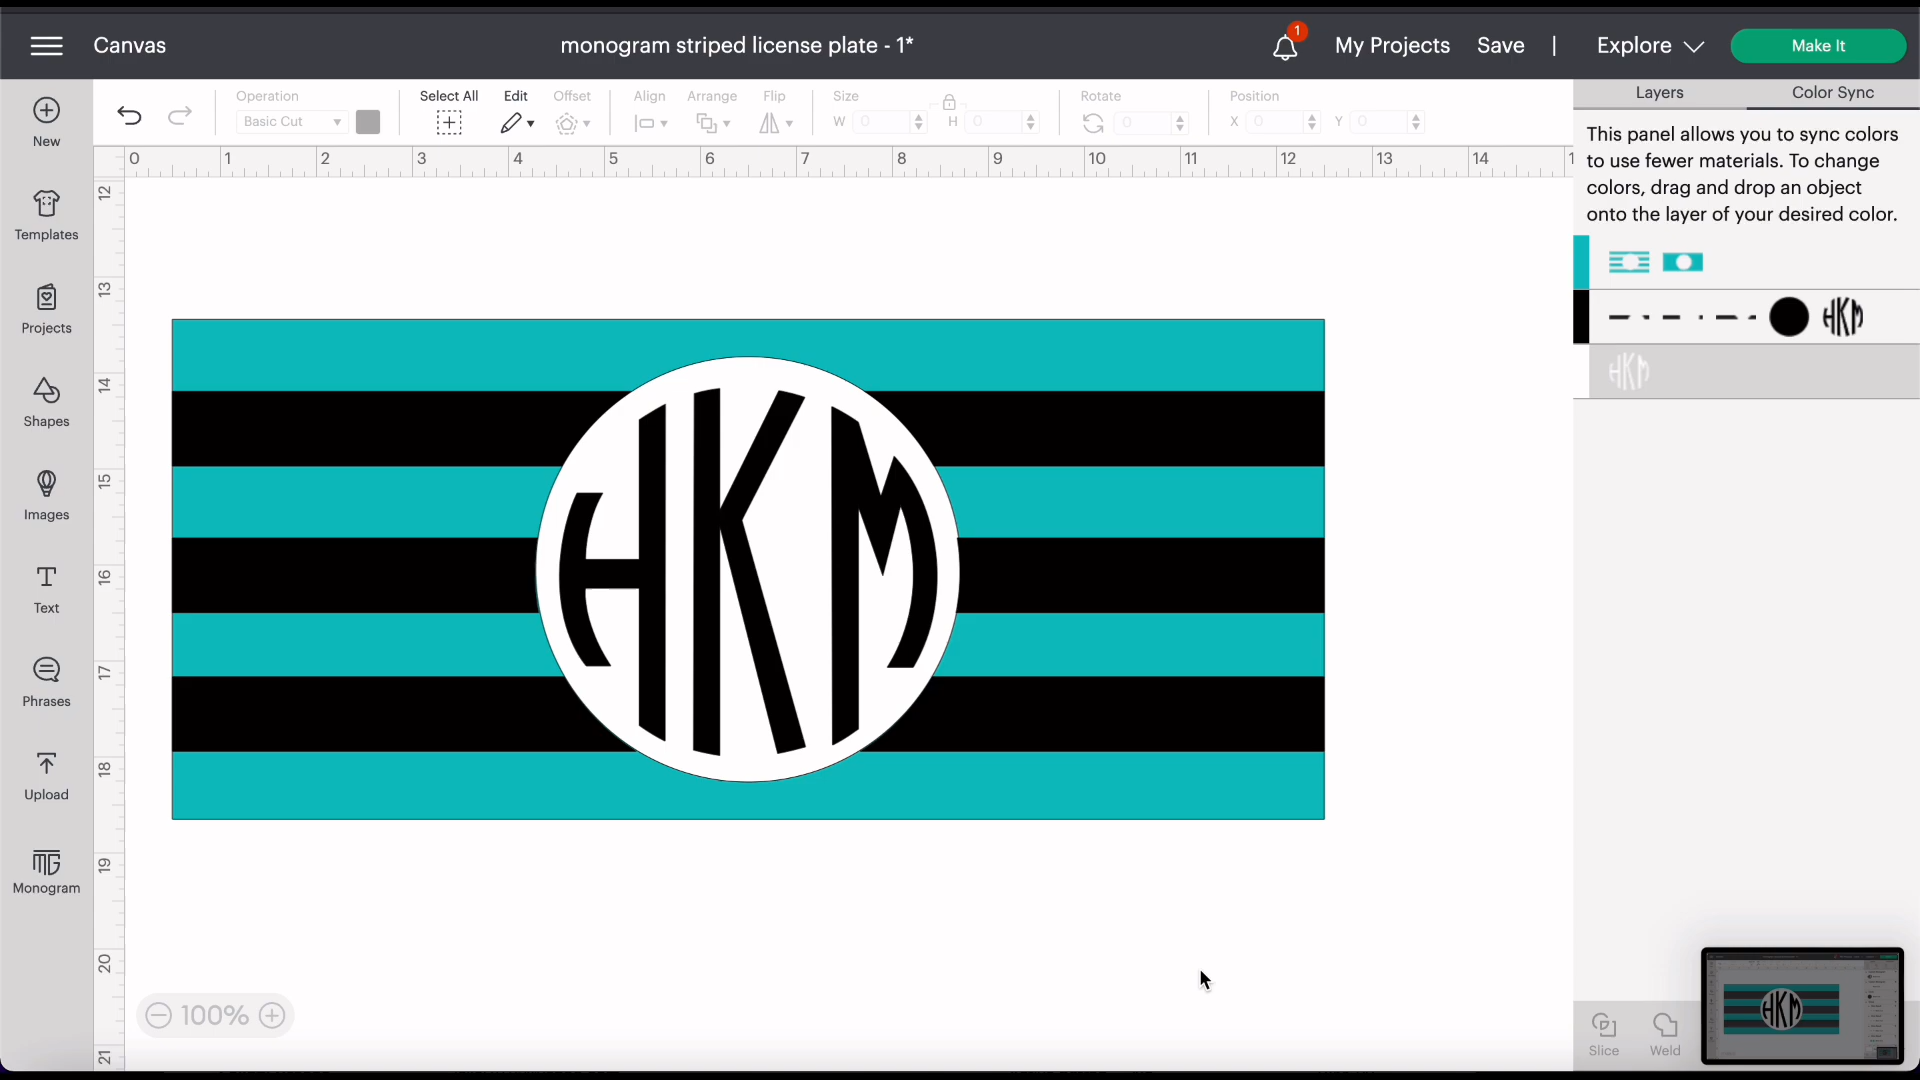 Canvas
monogram striped license plate - 1*
1
My Projects
Save
|
Explore
Make It
New
Templates
Projects
Shapes
Images
Text
Phrases
Upload
Monogram
Operation
Basic Cut
Select All
Edit
Offset
Align
Arrange
Flip
Size
W 0
H 0
Rotate
0
Position
X 0
Y 0
Layers
Color Sync
0 1 2 3 4 5 6 7 8 9 10 11 12 13 14 1
12
13
14
15
16
17
18
19
20
21
This panel allows you to sync colors
to use fewer materials. To change
colors, drag and drop an object
onto the layer of your desired color.
HKM
HKM
HKM
100%
Slice
Weld
HKM